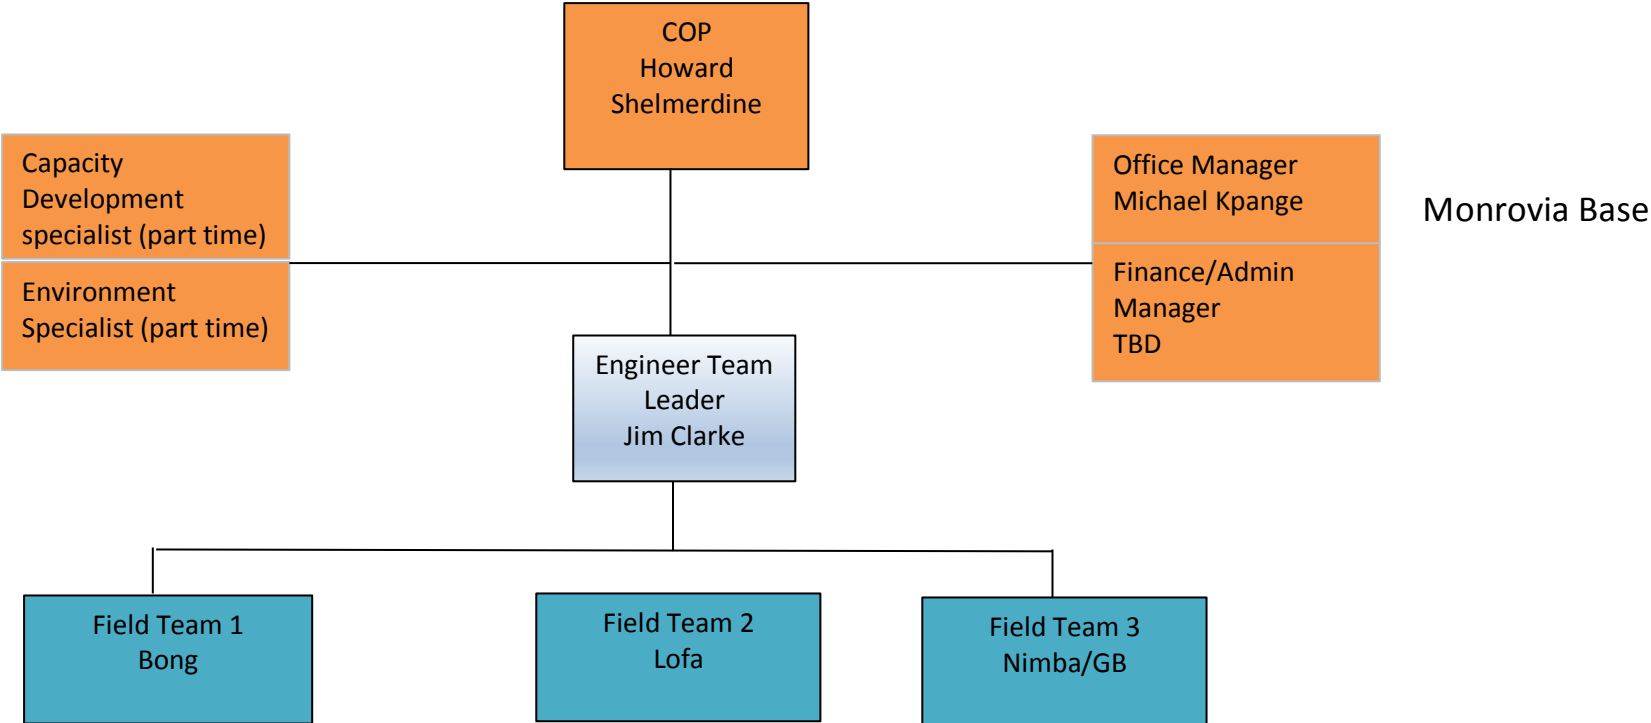 COP
Howard
Shelmerdine
Capacity
Development
specialist (part time)
Environment
Specialist (part time)
Office Manager
Michael Kpange
Finance/Admin
Manager
TBD
Monrovia Base
Engineer Team
Leader
Jim Clarke
Field Team 1
Bong
Field Team 2
Lofa
Field Team 3
Nimba/GB